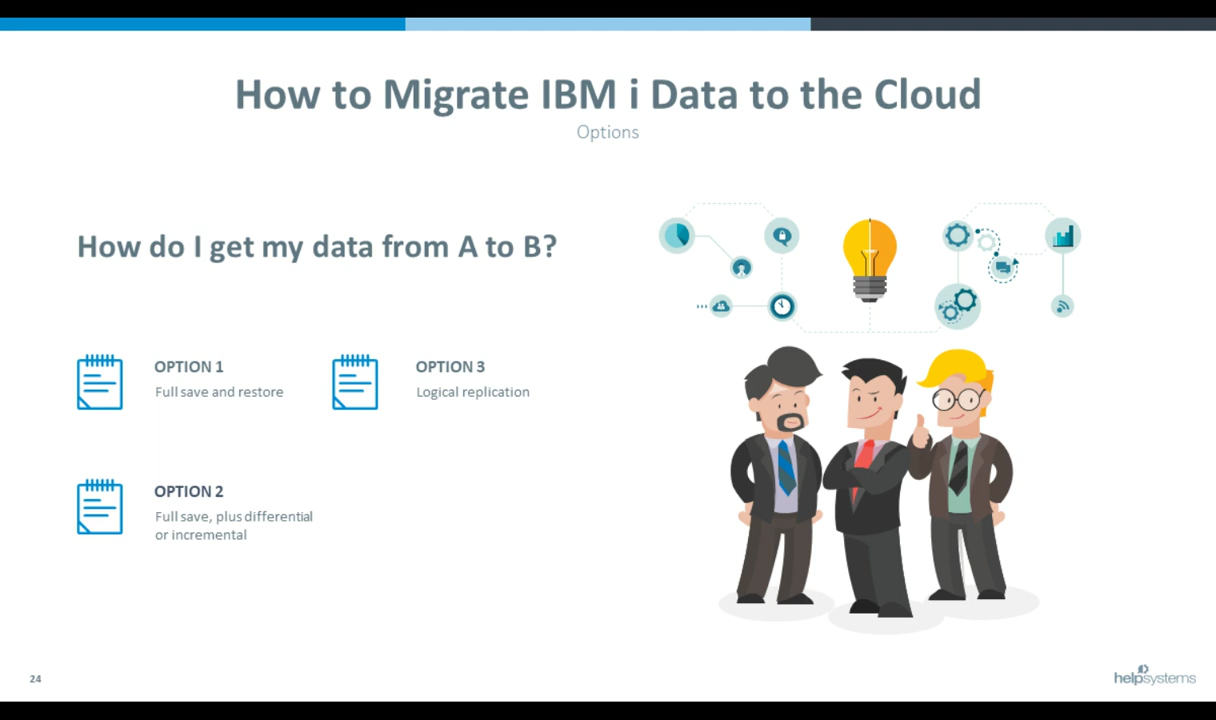 How to Migrate IBM i Data to the Cloud
Options
How do I get my data from A to B?
OPTION 1
Full save and restore
OPTION 2
Full save, plus differential
or incremental
OPTION 3
Logical replication
24
helpsystems